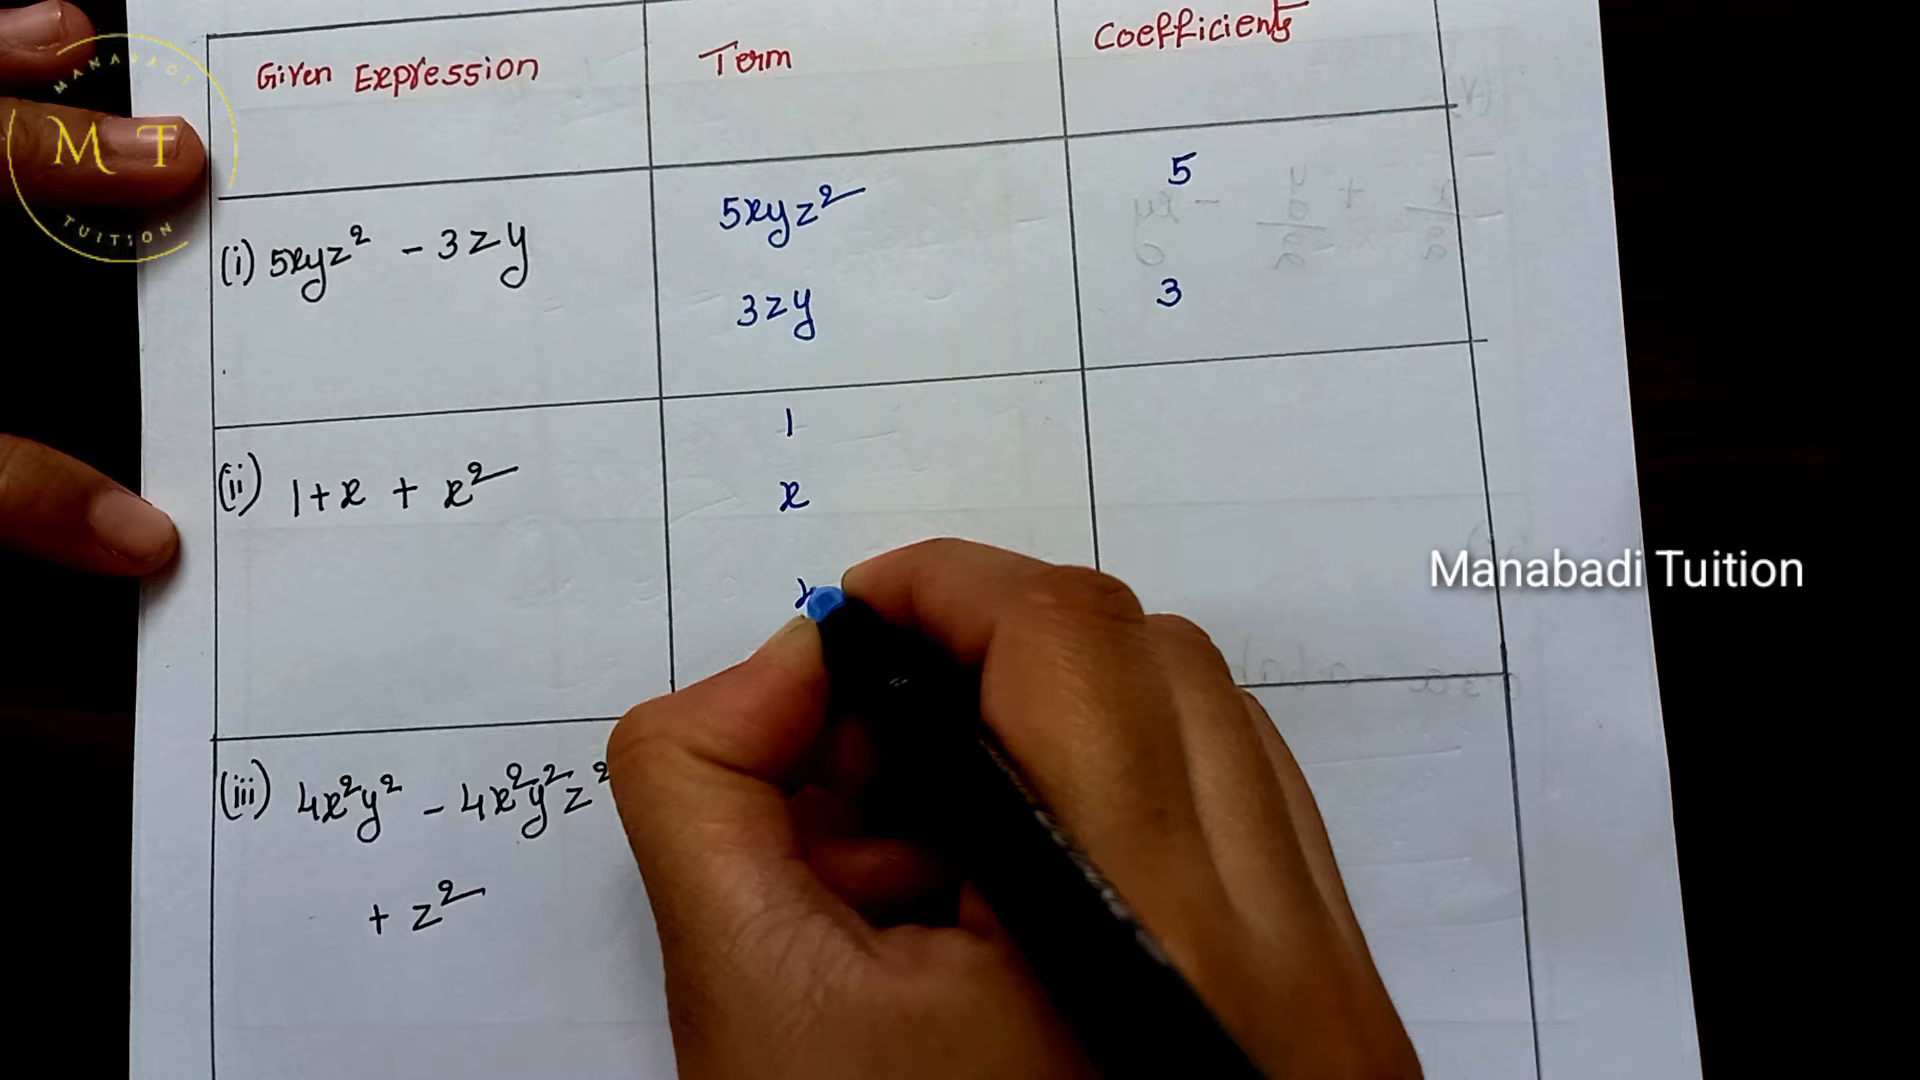 Given Expression Term Coefficients
(i) 5xyz² - 3zy 5xyz² 5
3zy 3
(ii) 1+x + x² 1
x
(iii) 4x²y² - 4x²y²z²
+ z²
MANABADI
M T
TUITION
Manabadi Tuition